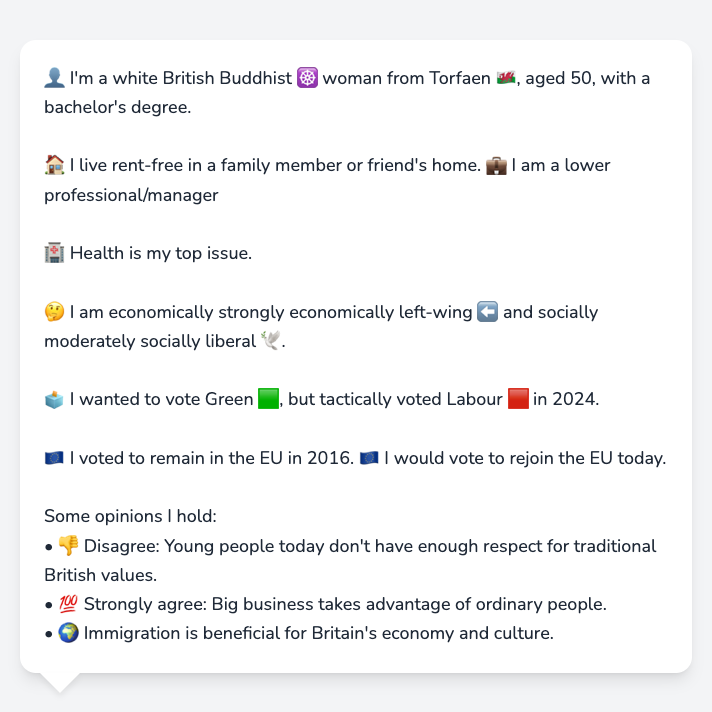 👤 I'm a white British Buddhist ☸️ woman from Torfaen 🏴󠁧󠁢󠁷󠁬󠁳󠁿, aged 50, with a
bachelor's degree.
🏠 I live rent-free in a family member or friend's home. 💼 I am a lower
professional/manager
🏥 Health is my top issue.
🤔 I am economically strongly economically left-wing ⬅️ and socially
moderately socially liberal 🕊️.
🗳️ I wanted to vote Green 🟩, but tactically voted Labour 🟥 in 2024.
🇪🇺 I voted to remain in the EU in 2016. 🇪🇺 I would vote to rejoin the EU today.
Some opinions I hold:
• 👎 Disagree: Young people today don't have enough respect for traditional
British values.
• 💯 Strongly agree: Big business takes advantage of ordinary people.
• 🌍 Immigration is beneficial for Britain's economy and culture.